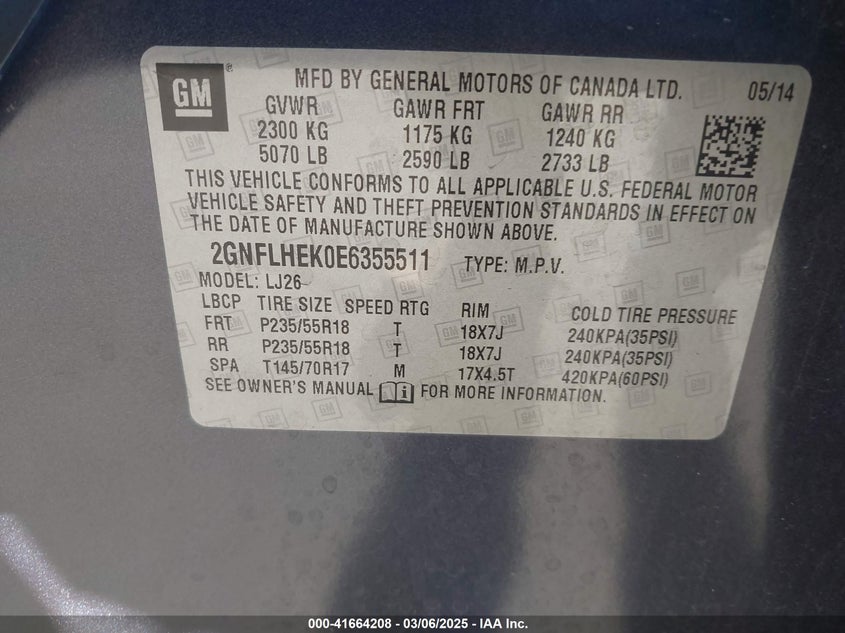 GM® MFD BY GENERAL MOTORS OF CANADA LTD. 05/14
GVWR GAWR FRT GAWR RR
2300 KG 1175 KG 1240 KG
5070 LB 2590 LB 2733 LB
THIS VEHICLE CONFORMS TO ALL APPLICABLE U.S. FEDERAL MOTOR
VEHICLE SAFETY AND THEFT PREVENTION STANDARDS IN EFFECT ON
THE DATE OF MANUFACTURE SHOWN ABOVE.
2GNFLHEK0E6355511 TYPE: M.P.V.
MODEL: LJ26
LBCP TIRE SIZE SPEED RTG RIM COLD TIRE PRESSURE
FRT P235/55R18 T 18X7J 240KPA(35PSI)
RR P235/55R18 T 18X7J 240KPA(35PSI)
SPA T145/70R17 M 17X4.5T 420KPA(60PSI)
SEE OWNER'S MANUAL i FOR MORE INFORMATION.
000-41664208 - 03/06/2025 - © IAA Inc.